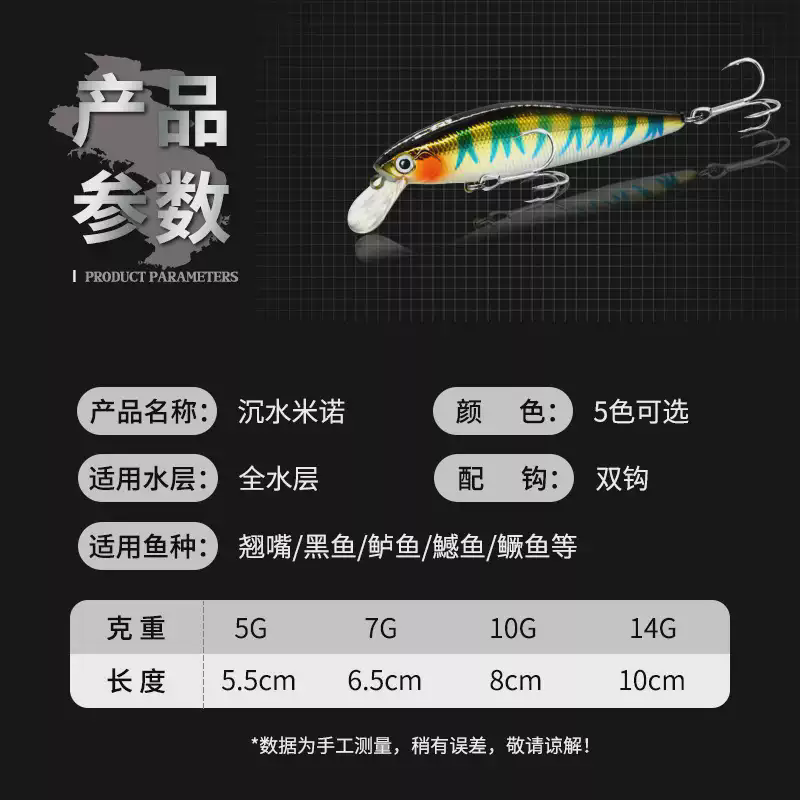 产品
参数
PRODUCT PARAMETERS
产品名称： 沉水米诺
颜 色： 5色可选
适用水层： 全水层
配 钩： 双钩
适用鱼种： 翘嘴/黑鱼/鲈鱼/鱤鱼/鳜鱼等
克重 5G 7G 10G 14G
长度 5.5cm 6.5cm 8cm 10cm
*数据为手工测量，稍有误差，敬请谅解！